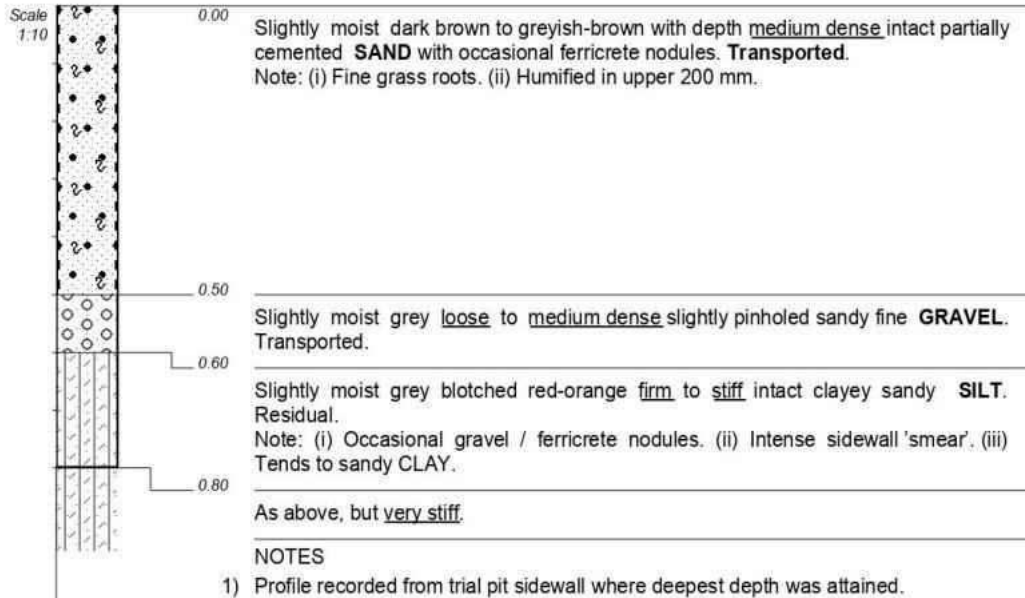 Scale
1:10
0.00
Slightly moist dark brown to greyish-brown with depth medium dense intact partially
cemented SAND with occasional ferricrete nodules. Transported.
Note: (i) Fine grass roots. (ii) Humified in upper 200 mm.
0.50
Slightly moist grey loose to medium dense slightly pinholed sandy fine GRAVEL.
Transported.
0.60
Slightly moist grey blotched red-orange firm to stiff intact clayey sandy SILT.
Residual.
Note: (i) Occasional gravel / ferricrete nodules. (ii) Intense sidewall 'smear'. (iii)
Tends to sandy CLAY.
0.80
As above, but very stiff.
NOTES
1) Profile recorded from trial pit sidewall where deepest depth was attained.